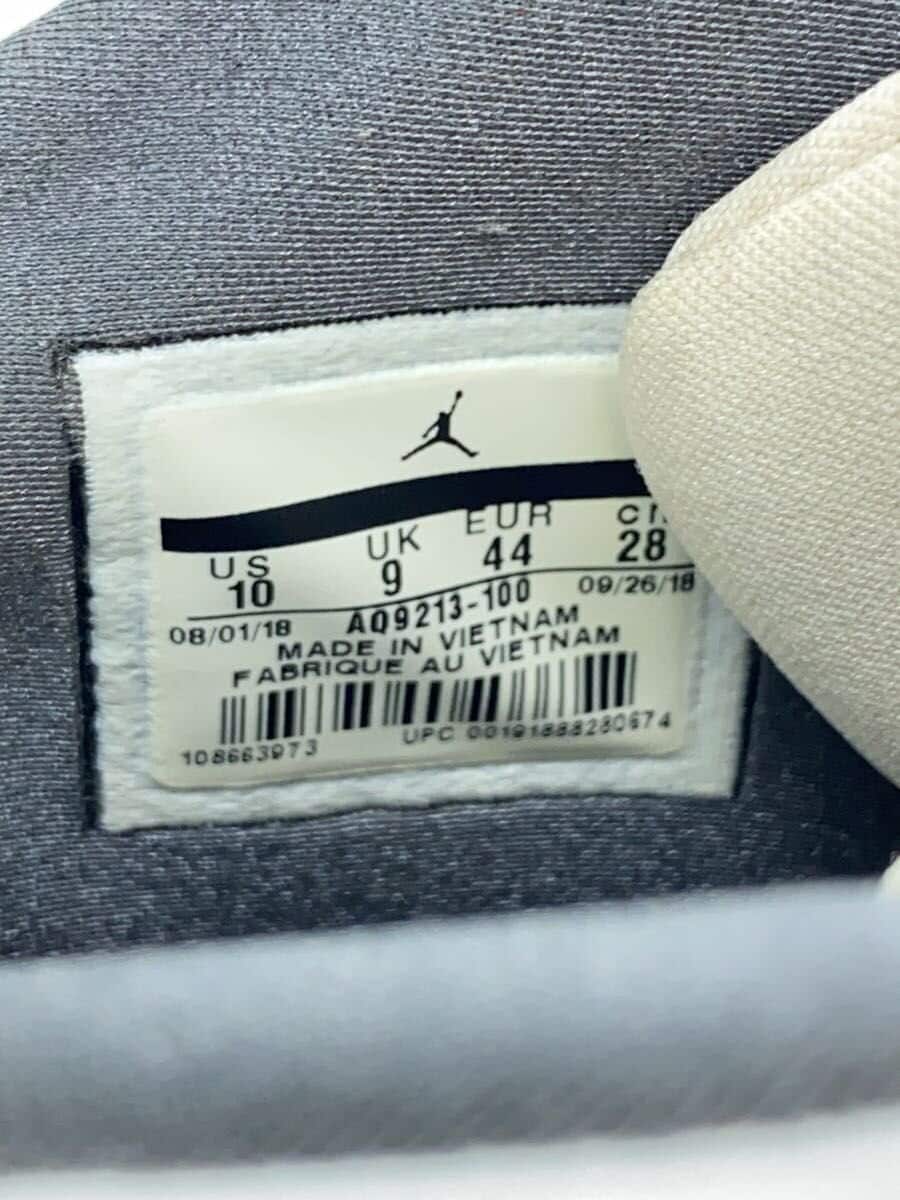 US UK EUR CM
10 9 44 28
08/01/18 AQ9213-100 09/26/18
MADE IN VIETNAM
FABRIQUE AU VIETNAM
108663973 UPC 00191888280674